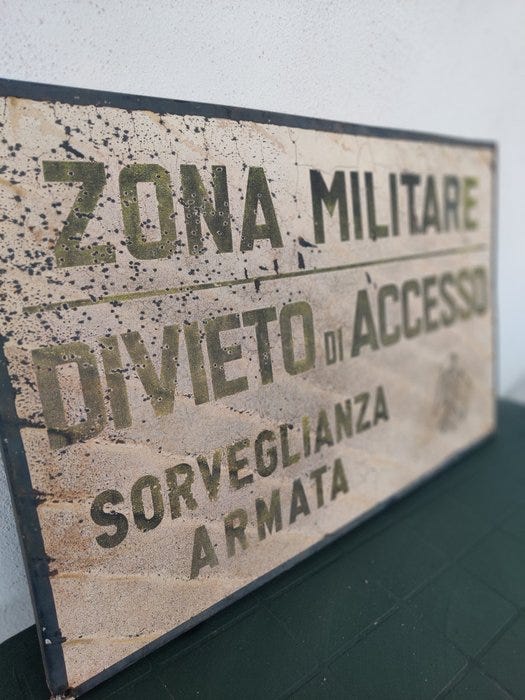 ZONA MILITARE
DIVIETO DI ACCESSO
SORVEGLIANZA
ARMATA